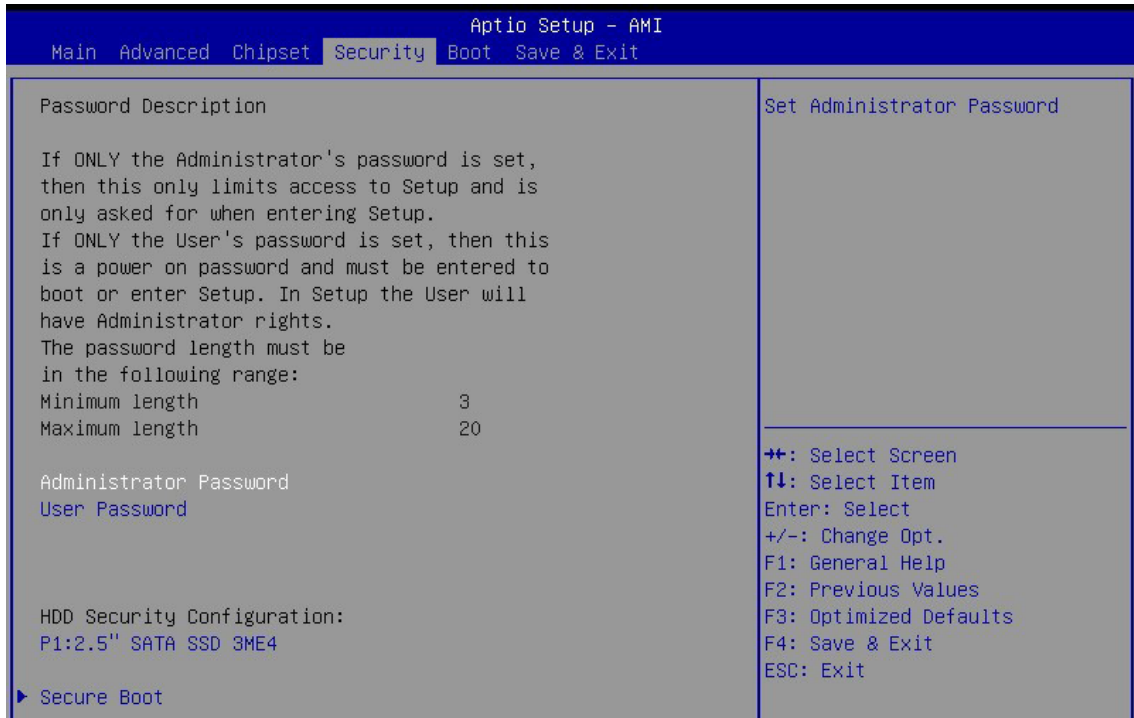 Aptio Setup – AMI
Main Advanced Chipset Security Boot Save & Exit
Password Description
If ONLY the Administrator's password is set,
then this only limits access to Setup and is
only asked for when entering Setup.
If ONLY the User's password is set, then this
is a power on password and must be entered to
boot or enter Setup. In Setup the User will
have Administrator rights.
The password length must be
in the following range:
Minimum length 3
Maximum length 20
Administrator Password
User Password
HDD Security Configuration:
P1:2.5" SATA SSD 3ME4
▶ Secure Boot
Set Administrator Password
→←: Select Screen
↑↓: Select Item
Enter: Select
+/-: Change Opt.
F1: General Help
F2: Previous Values
F3: Optimized Defaults
F4: Save & Exit
ESC: Exit